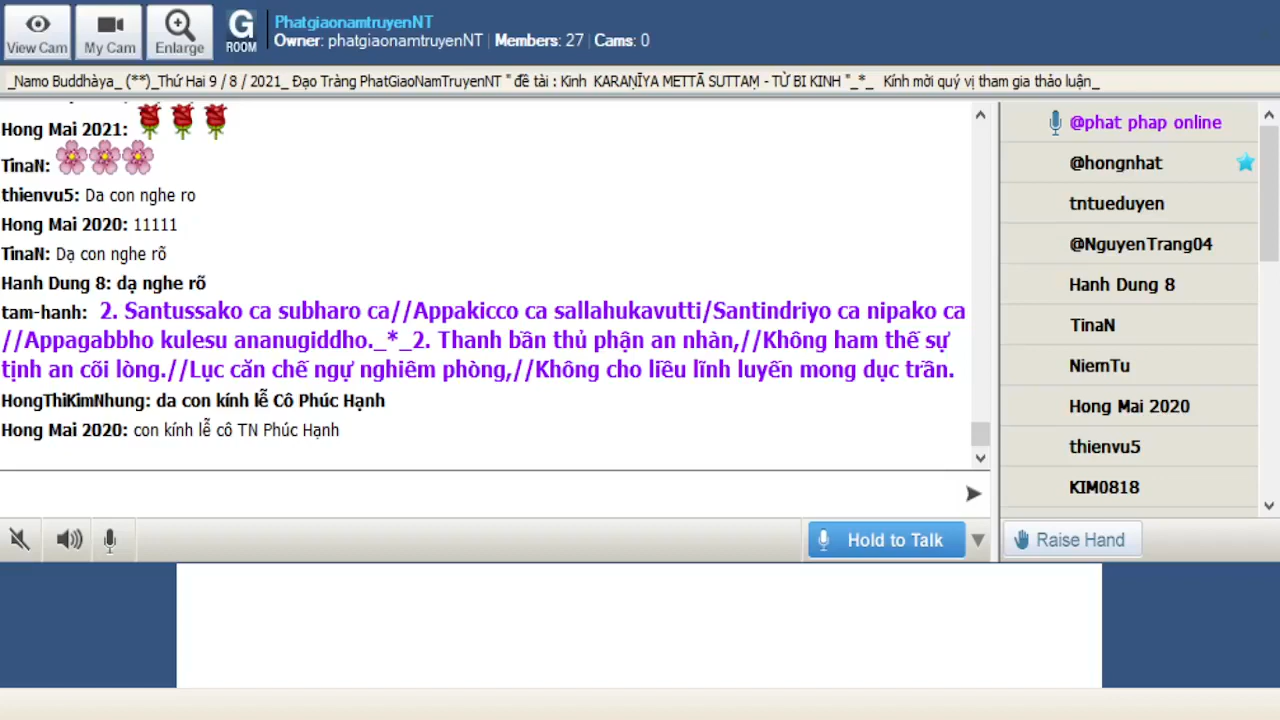 View Cam
My Cam
Enlarge
G
ROOM
PhatgiaonamtruyenNT
Owner: phatgiaonamtruyenNT | Members: 27 | Cams: 0
_Namo Buddhàya_ (**)_Thứ Hai 9 / 8 / 2021_ Đạo Tràng PhatGiaoNamTruyenNT " đề tài : Kinh KARAṆĪYA METTĀ SUTTAṂ - TỪ BI KINH "_*_ Kính mời quý vị tham gia thảo luận_
Hong Mai 2021:
TinaN:
thienvu5: Da con nghe ro
Hong Mai 2020: 11111
TinaN: Dạ con nghe rõ
Hanh Dung 8: dạ nghe rõ
tam-hanh: 2. Santussako ca subharo ca//Appakicco ca sallahukavutti/Santindriyo ca nipako ca
//Appagabbho kulesu ananugiddho._*_2. Thanh bần thủ phận an nhàn,//Không ham thế sự
tịnh an cõi lòng.//Lục căn chế ngự nghiêm phòng,//Không cho liều lĩnh luyến mong dục trần.
HongThiKimNhung: da con kính lễ Cô Phúc Hạnh
Hong Mai 2020: con kính lễ cô TN Phúc Hạnh
@phat phap online
@hongnhat
tntueduyen
@NguyenTrang04
Hanh Dung 8
TinaN
NiemTu
Hong Mai 2020
thienvu5
KIM0818
Hold to Talk
Raise Hand